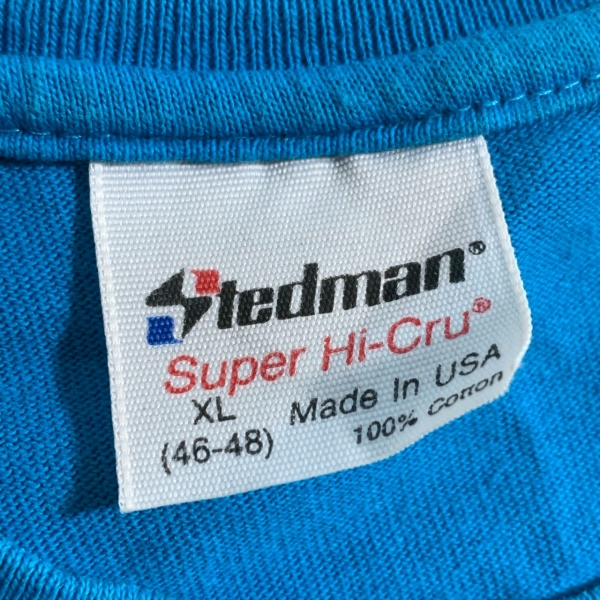 Stedman®
Super Hi-Cru®
XL Made In USA
(46-48) 100% Cotton